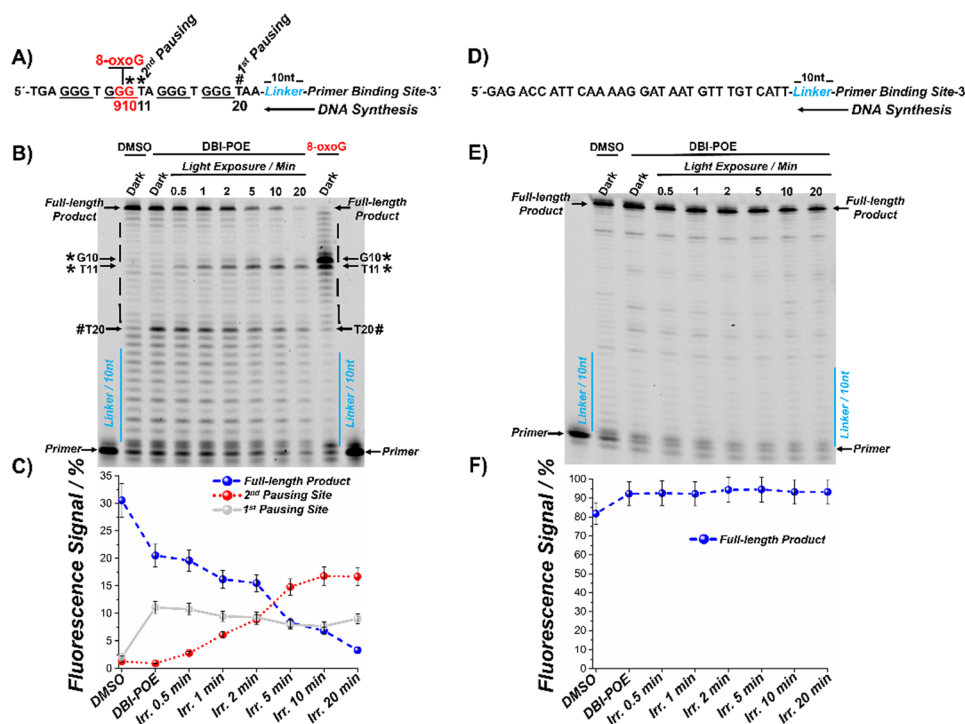 A)
8-oxoG
**2nd Pausing
#1st Pausing
10nt
5´-TGA GGGT GGGTA GGGT GGGTAA-Linker-Primer Binding Site-3´
91011
20
DNA Synthesis
B)
DMSO
DBI-POE
8-oxoG
Light Exposure / Min
Dark
Dark
0.5
1
2
5
10
20
Dark
Full-length
Product
Full-length
Product
*G10
*T11
G10*
T11*
#T20
T20#
Linker / 10nt
Linker / 10nt
Primer
Primer
C)
Fluorescence Signal / %
35
30
25
20
15
10
5
0
Full-length Product
2nd Pausing Site
1st Pausing Site
DMSO
DBI-POE
Irr. 0.5 min
Irr. 1 min
Irr. 2 min
Irr. 5 min
Irr. 10 min
Irr. 20 min
D)
10nt
5´-GAG ACC ATT CAA AAG GAT AAT GTT TGT CATT-Linker-Primer Binding Site-3
DNA Synthesis
E)
DMSO
DBI-POE
Light Exposure / Min
Dark
Dark
0.5
1
2
5
10
20
Full-length
Product
Full-length
Product
Linker / 10nt
Linker / 10nt
Primer
Primer
F)
Fluorescence Signal / %
100
90
80
70
60
50
40
30
20
10
0
Full-length Product
DMSO
DBI-POE
Irr. 0.5 min
Irr. 1 min
Irr. 2 min
Irr. 5 min
Irr. 10 min
Irr. 20 min